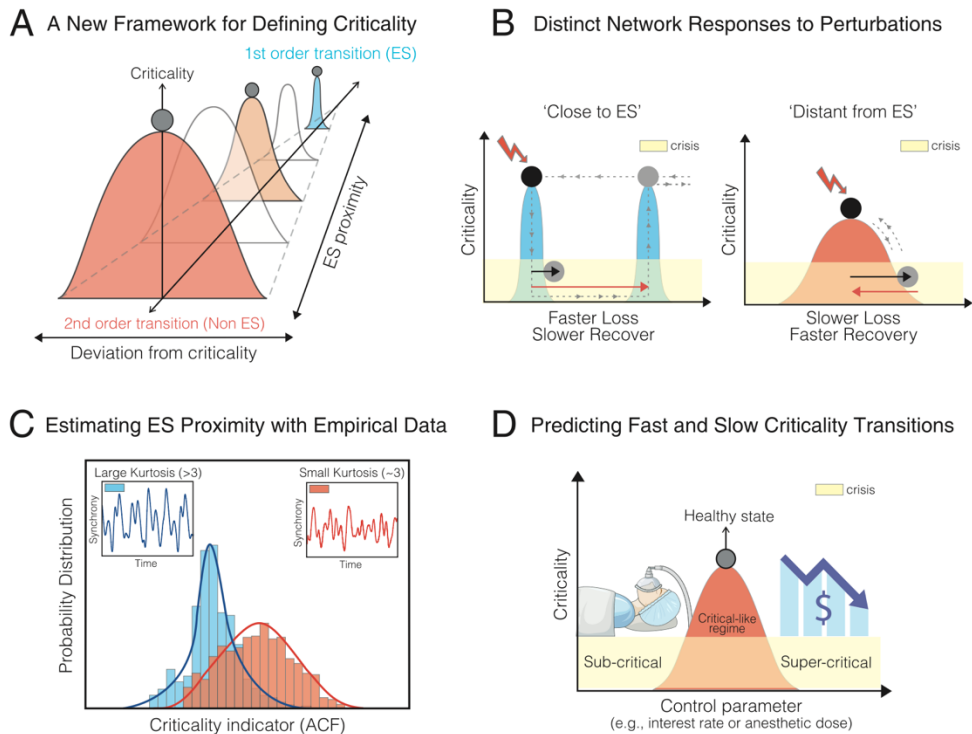 A A New Framework for Defining Criticality
1st order transition (ES)
Criticality
ES proximity
2nd order transition (Non ES)
Deviation from criticality
B Distinct Network Responses to Perturbations
'Close to ES'
crisis
Criticality
Faster Loss
Slower Recover
'Distant from ES'
crisis
Criticality
Slower Loss
Faster Recovery
C Estimating ES Proximity with Empirical Data
Large Kurtosis (>3)
Synchrony
Time
Small Kurtosis (~3)
Synchrony
Time
Probability Distribution
Criticality indicator (ACF)
D Predicting Fast and Slow Criticality Transitions
crisis
Healthy state
Criticality
Critical-like
regime
$
Sub-critical
Super-critical
Control parameter
(e.g., interest rate or anesthetic dose)